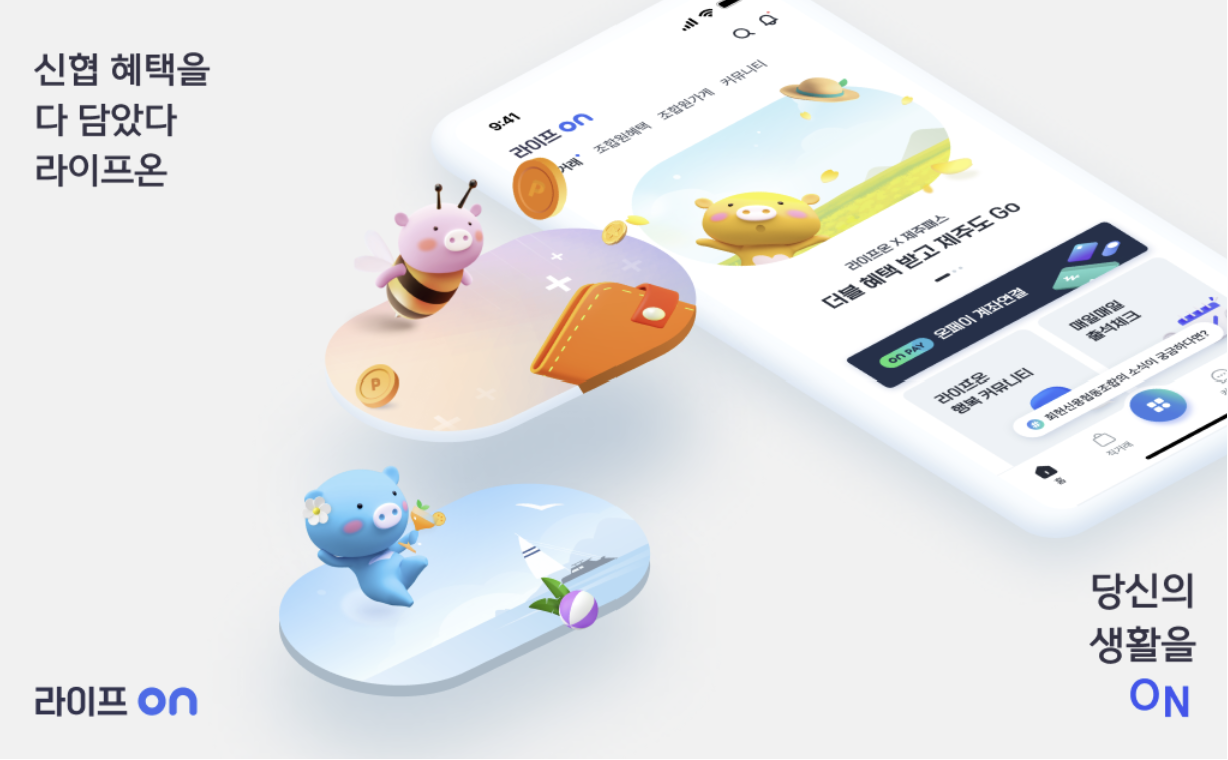 신협 혜택을
다 담았다
라이프온
9:41
라이프 on
거래 조합원혜택 조합원가게 커뮤니티
P
라이프온 X 제주패스
더블 혜택 받고 제주도 Go
on PAY 온페이 계좌연결
매일매일
출석체크
라이프온
행복 커뮤니티
P
회현신용협동조합의 소식이 궁금하다면?
홈
직거래
당신의
생활을
ON
라이프 on